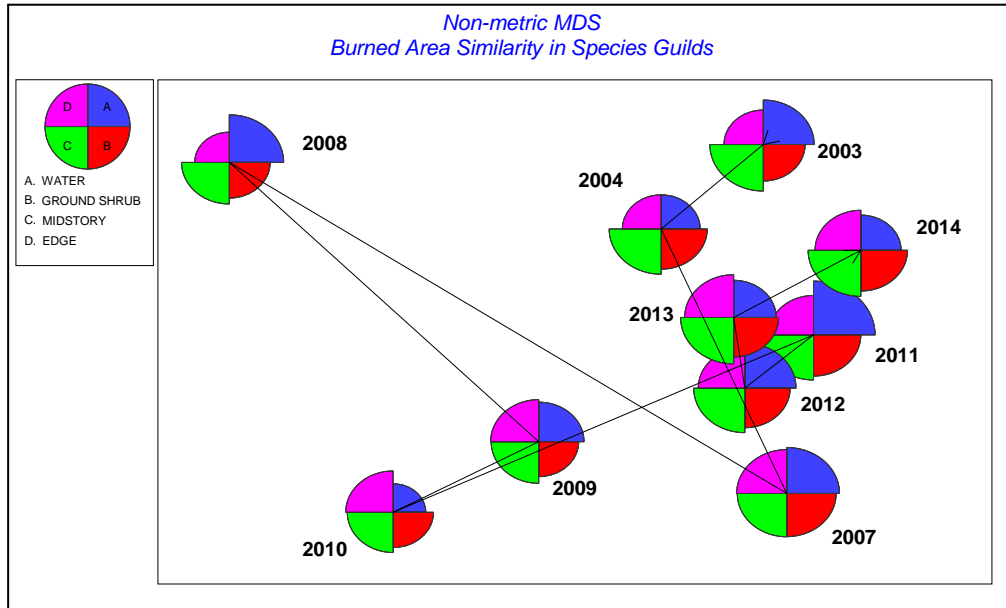 Non-metric MDS
Burned Area Similarity in Species Guilds
D A
C B
A. WATER
B. GROUND SHRUB
C. MIDSTORY
D. EDGE
2008
2003
2004
2014
2013
2011
2012
2009
2007
2010